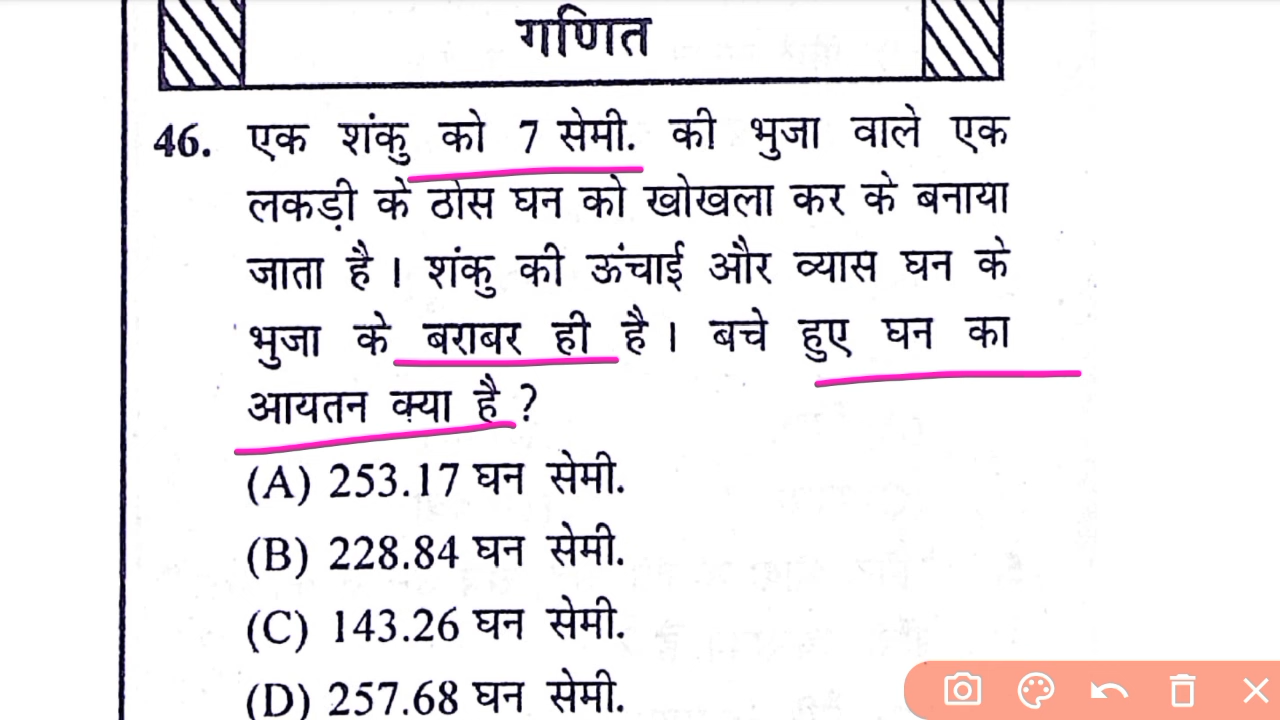 गणित
46. एक शंकु को 7 सेमी. की भुजा वाले एक
लकड़ी के ठोस घन को खोखला कर के बनाया
जाता है । शंकु की ऊंचाई और व्यास घन के
भुजा के बराबर ही है । बचे हुए घन का
आयतन क्या है ?
(A) 253.17 घन सेमी.
(B) 228.84 घन सेमी.
(C) 143.26 घन सेमी.
(D) 257.68 घन सेमी.